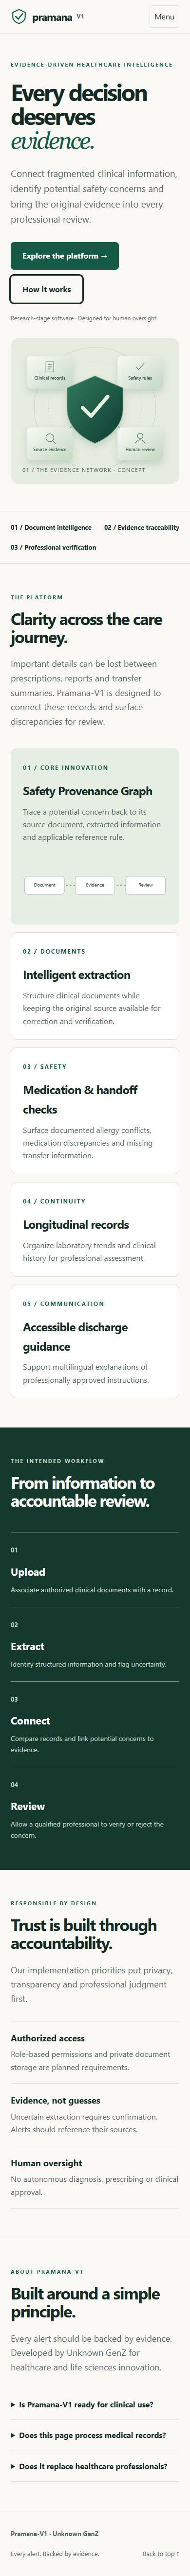 pramana V1
Menu
EVIDENCE-DRIVEN HEALTHCARE INTELLIGENCE
Every decision
deserves
evidence.
Connect fragmented clinical information,
identify potential safety concerns and
bring the original evidence into every
professional review.
Explore the platform →
How it works
Research-stage software · Designed for human oversight
Clinical records
Safety rules
Source evidence
Human review
01 / THE EVIDENCE NETWORK · CONCEPT
01 / Document intelligence
02 / Evidence traceability
03 / Professional verification
THE PLATFORM
Clarity across the care
journey.
Important details can be lost between
prescriptions, reports and transfer
summaries. Pramana-V1 is designed to
connect these records and surface
discrepancies for review.
01 / CORE INNOVATION
Safety Provenance Graph
Trace a potential concern back to its
source document, extracted information
and applicable reference rule.
Document
Evidence
Review
02 / DOCUMENTS
Intelligent extraction
Structure clinical documents while
keeping the original source available for
correction and verification.
03 / SAFETY
Medication & handoff
checks
Surface documented allergy conflicts,
medication discrepancies and missing
transfer information.
04 / CONTINUITY
Longitudinal records
Organize laboratory trends and clinical
history for professional assessment.
05 / COMMUNICATION
Accessible discharge
guidance
Support multilingual explanations of
professionally approved instructions.
THE INTENDED WORKFLOW
From information to
accountable review.
01
Upload
Associate authorized clinical documents with a record.
02
Extract
Identify structured information and flag uncertainty.
03
Connect
Compare records and link potential concerns to
evidence.
04
Review
Allow a qualified professional to verify or reject the
concern.
RESPONSIBLE BY DESIGN
Trust is built through
accountability.
Our implementation priorities put privacy,
transparency and professional judgment
first.
Authorized access
Role-based permissions and private document
storage are planned requirements.
Evidence, not guesses
Uncertain extraction requires confirmation.
Alerts should reference their sources.
Human oversight
No autonomous diagnosis, prescribing or clinical
approval.
ABOUT PRAMANA-V1
Built around a simple
principle.
Every alert should be backed by evidence.
Developed by Unknown GenZ for
healthcare and life sciences innovation.
Is Pramana-V1 ready for clinical use?
Does this page process medical records?
Does it replace healthcare professionals?
Pramana-V1 · Unknown GenZ
Every alert. Backed by evidence.
Back to top ↑